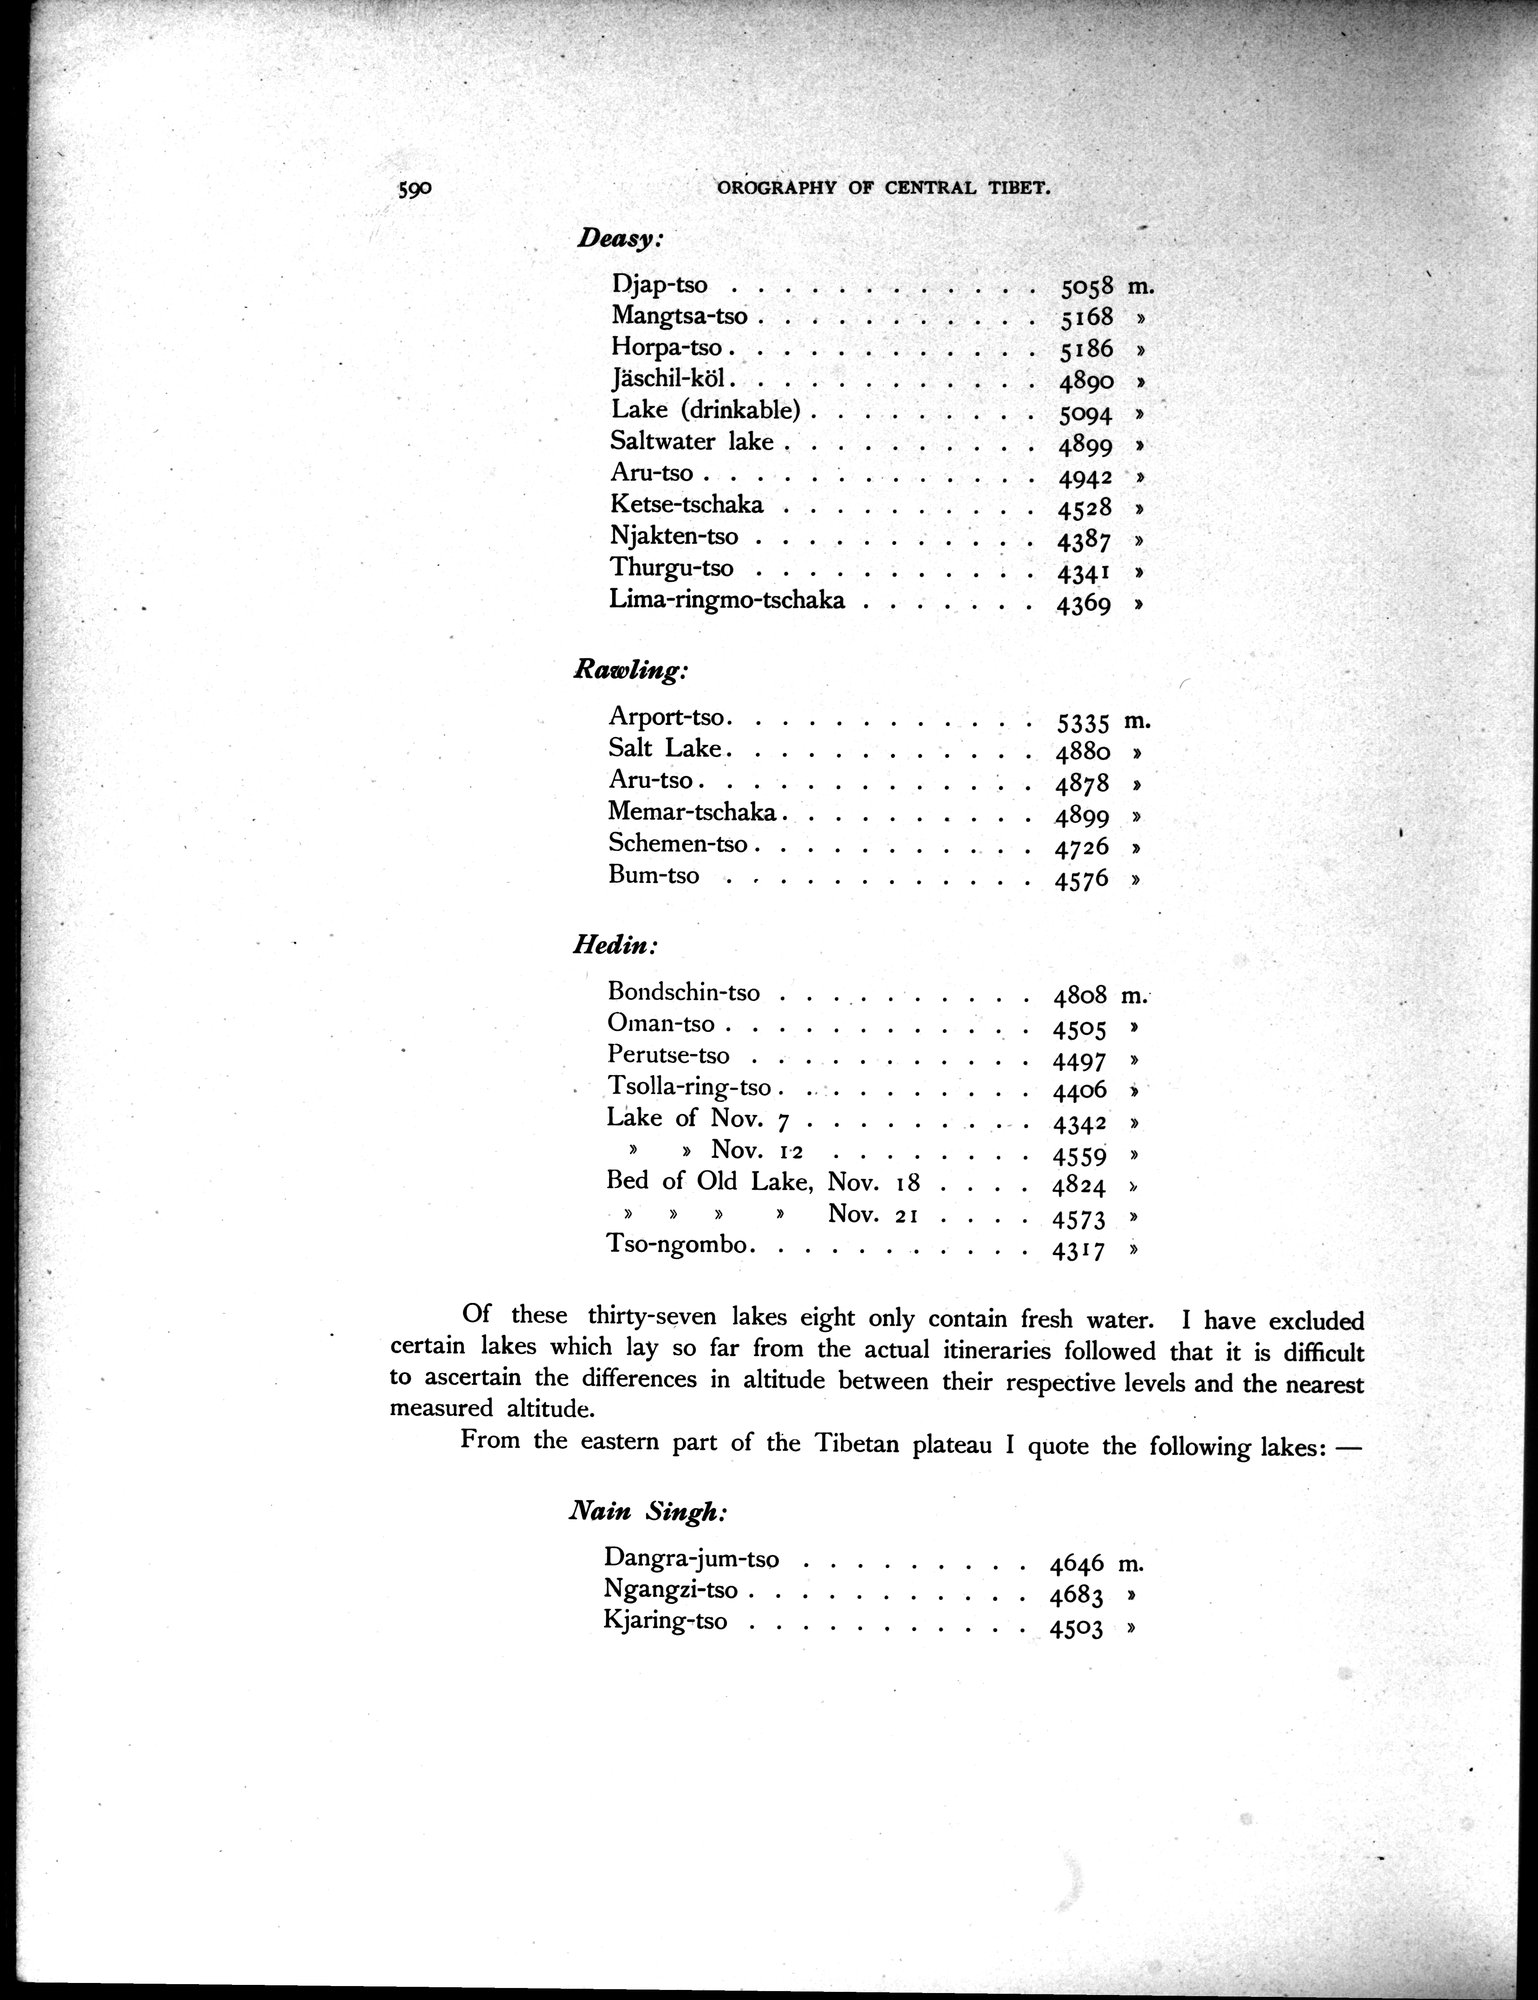 590 OROGRAPHY OF CENTRAL TIBET.
Deasy:
Djap-tso . . . . . . . . . . . . 5058 m.
Mangtsa-tso . . . . . . . . . . . 5168 »
Horpa-tso . . . . . . . . . . . . 5186 »
Jäschil-köl . . . . . . . . . . . . 4890 »
Lake (drinkable) . . . . . . . . . 5094 »
Saltwater lake . . . . . . . . . . 4899 »
Aru-tso . . . . . . . . . . . . . 4942 »
Ketse-tschaka . . . . . . . . . . 4528 »
Njakten-tso . . . . . . . . . . . 4387 »
Thurgu-tso . . . . . . . . . . . 4341 »
Lima-ringmo-tschaka . . . . . . . 4369 »
Rawling:
Arport-tso . . . . . . . . . . . . 5335 m.
Salt Lake . . . . . . . . . . . . 4880 »
Aru-tso . . . . . . . . . . . . . 4878 »
Memar-tschaka . . . . . . . . . . 4899 »
Schemen-tso . . . . . . . . . . . 4726 »
Bum-tso . . . . . . . . . . . . 4576 »
Hedin:
Bondschin-tso . . . . . . . . . . 4808 m.
Oman-tso . . . . . . . . . . . . 4505 »
Perutse-tso . . . . . . . . . . . 4497 »
Tsolla-ring-tso . . . . . . . . . . 4406 »
Lake of Nov. 7 . . . . . . . . . 4342 »
» » Nov. 12 . . . . . . . . 4559 »
Bed of Old Lake, Nov. 18 . . . . 4824 »
» » » » Nov. 21 . . . . 4573 »
Tso-ngombo . . . . . . . . . . . 4317 »
Of these thirty-seven lakes eight only contain fresh water. I have excluded
certain lakes which lay so far from the actual itineraries followed that it is difficult
to ascertain the differences in altitude between their respective levels and the nearest
measured altitude.
From the eastern part of the Tibetan plateau I quote the following lakes: —
Nain Singh:
Dangra-jum-tso . . . . . . . . . 4646 m.
Ngangzi-tso . . . . . . . . . . . 4683 »
Kjaring-tso . . . . . . . . . . . 4503 »